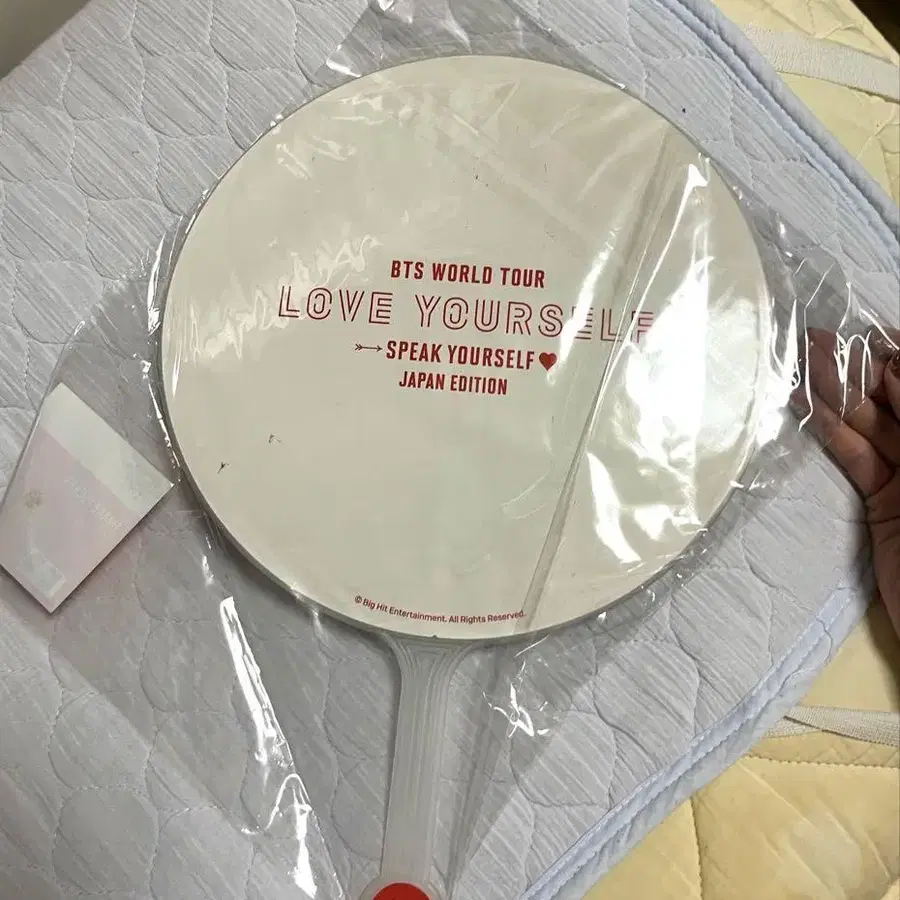 BTS WORLD TOUR
LOVE YOURSELF
SPEAK YOURSELF
JAPAN EDITION
© Big Hit Entertainment. All Rights Reserved.